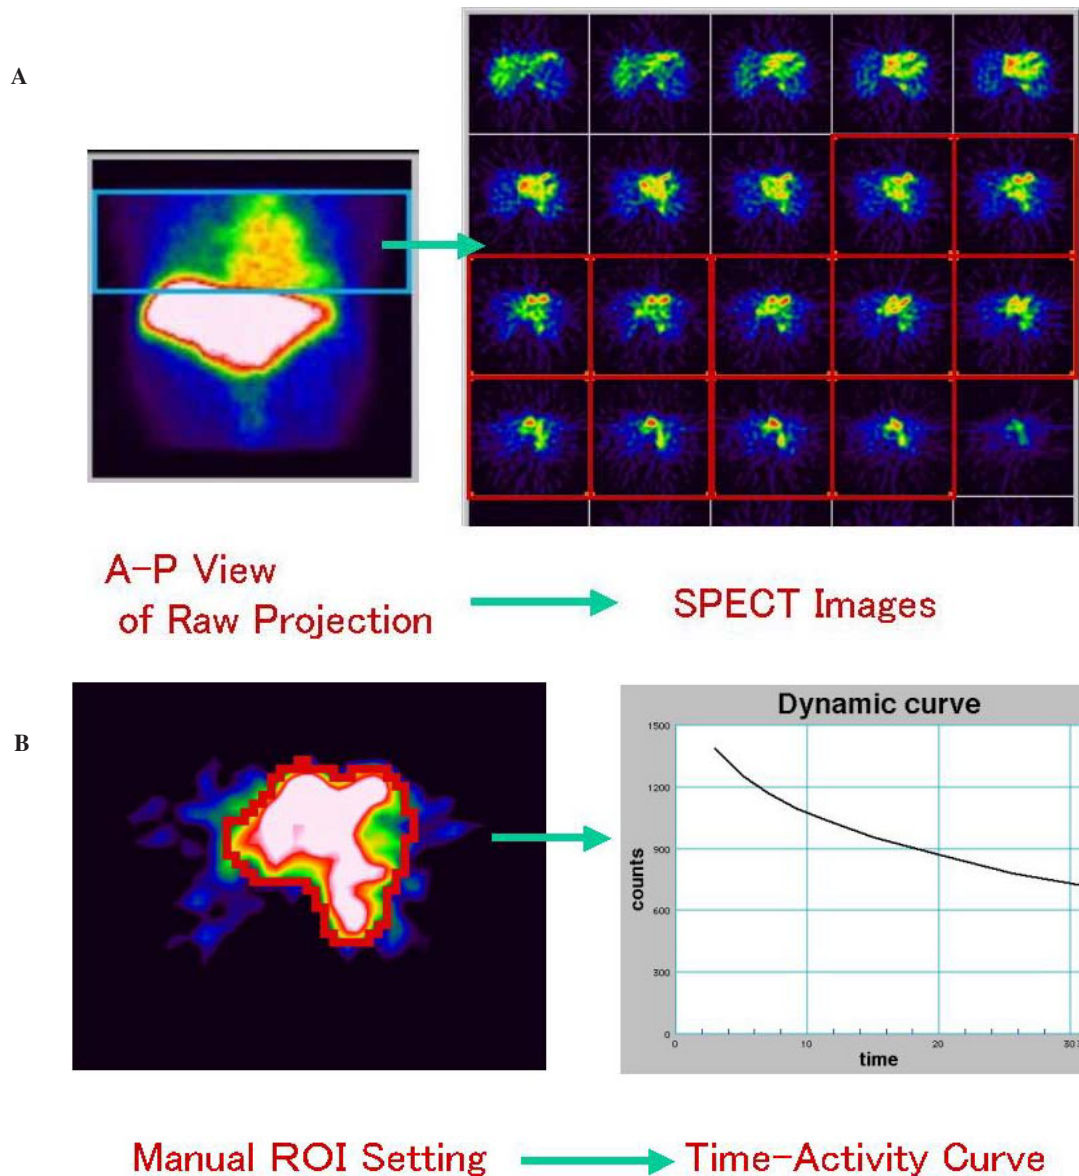 A
A-P View
of Raw Projection
SPECT Images
B
Dynamic curve
1500
1200
900
600
300
0
counts
0 10 20 30
time
Manual ROI Setting
Time-Activity Curve